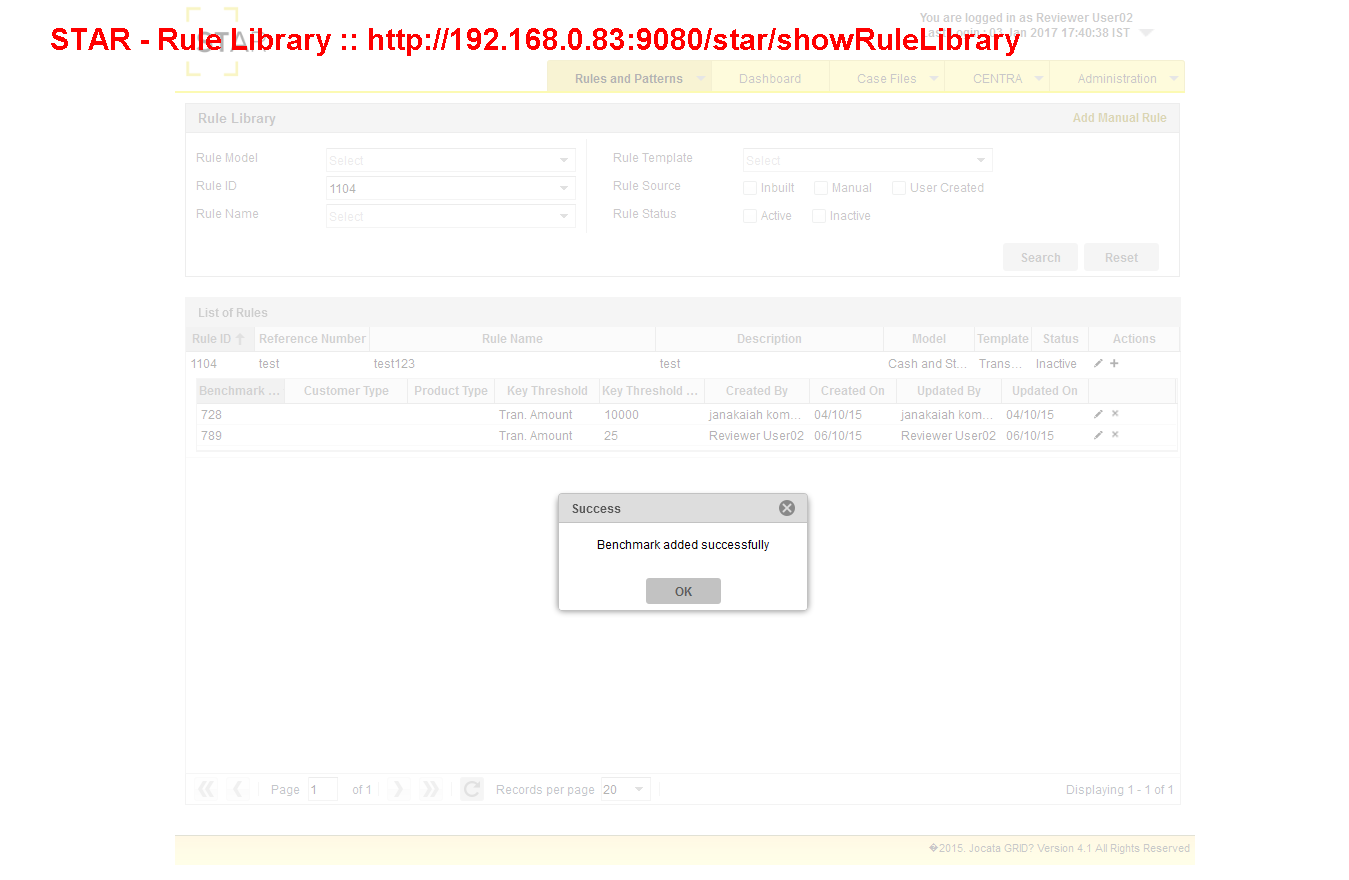 You are logged in as Reviewer User02
STAR - Rule Library :: http://192.168.0.83:9080/star/showRuleLibrary
STAR
Last Login : 03 Jan 2017 17:40:38 IST
Rules and Patterns Dashboard Case Files CENTRA Administration
Rule Library Add Manual Rule
Rule Model Select Rule Template Select
Rule ID 1104 Rule Source Inbuilt Manual User Created
Rule Name Select Rule Status Active Inactive
Search Reset
List of Rules
Rule ID Reference Number Rule Name Description Model Template Status Actions
1104 test test123 test Cash and St... Trans... Inactive
Benchmark ... Customer Type Product Type Key Threshold Key Threshold ... Created By Created On Updated By Updated On
728 Tran. Amount 10000 janakaiah kom... 04/10/15 janakaiah kom... 04/10/15
789 Tran. Amount 25 Reviewer User02 06/10/15 Reviewer User02 06/10/15
Success
Benchmark added successfully
OK
Page 1 of 1 Records per page 20 Displaying 1 - 1 of 1
�2015. Jocata GRID? Version 4.1 All Rights Reserved